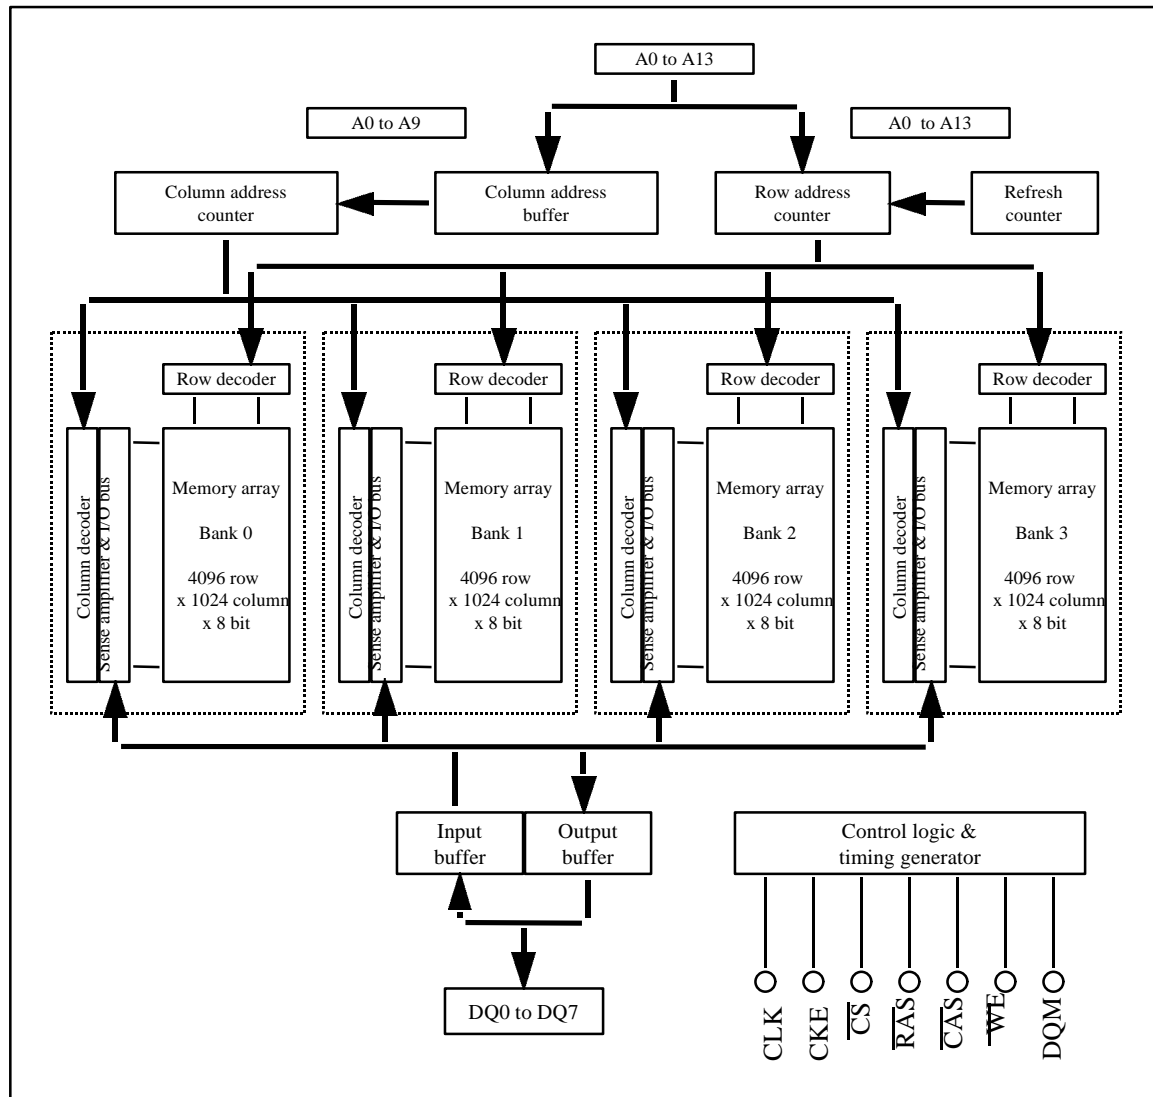 A0 to A13
A0 to A9
A0  to A13
Column address
counter
Column address
buffer
Row address
counter
Refresh
counter
Row decoder
Row decoder
Row decoder
Row decoder
Column decoder
Sense amplifier & I/O bus
Memory array
Bank 0
4096 row
x 1024 column
x 8 bit
Column decoder
Sense amplifier & I/O bus
Memory array
Bank 1
4096 row
x 1024 column
x 8 bit
Column decoder
Sense amplifier & I/O bus
Memory array
Bank 2
4096 row
x 1024 column
x 8 bit
Column decoder
Sense amplifier & I/O bus
Memory array
Bank 3
4096 row
x 1024 column
x 8 bit
Input
buffer
Output
buffer
Control logic &
timing generator
DQ0 to DQ7
CLK
CKE
C̅S̅
R̅A̅S̅
C̅A̅S̅
W̅E̅
DQM